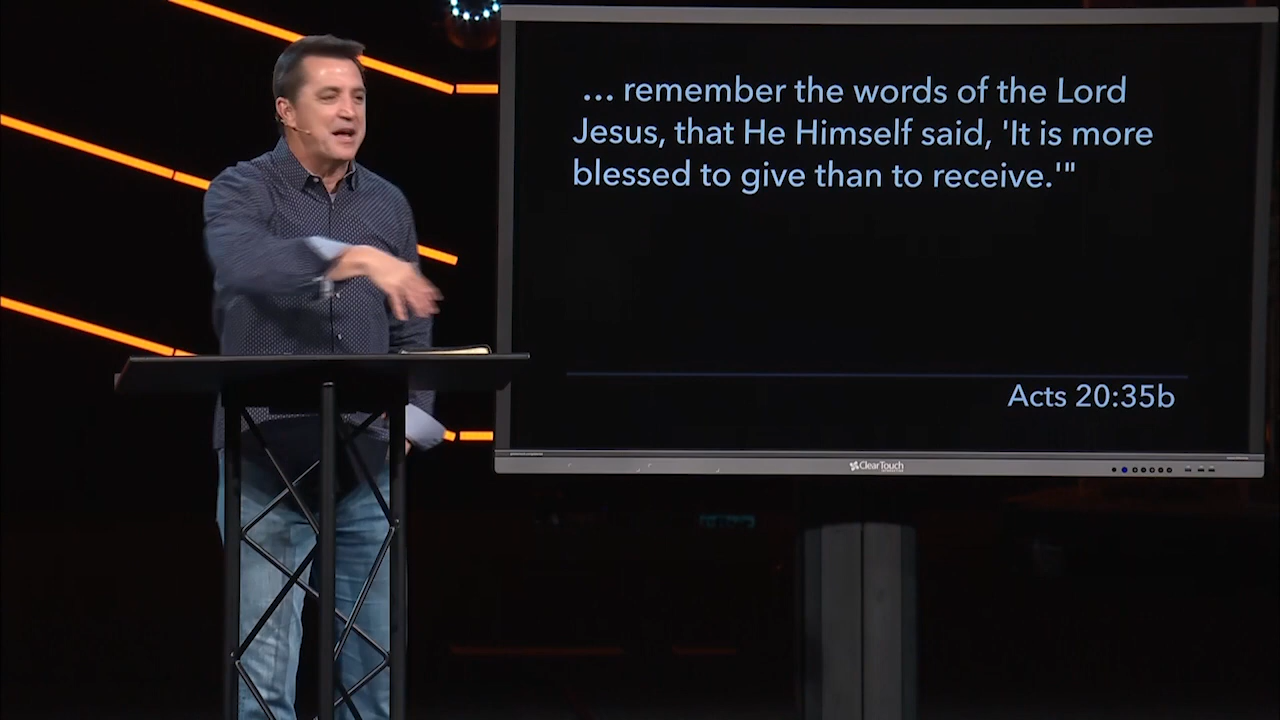 ... remember the words of the Lord
Jesus, that He Himself said, 'It is more
blessed to give than to receive.'"
Acts 20:35b
ClearTouch